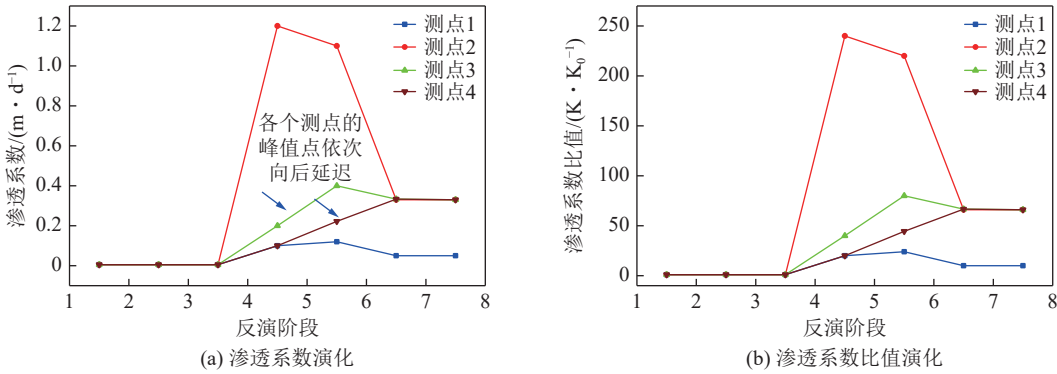 渗透系数/(m·d⁻¹)
1.2
1.0
0.8
0.6
0.4
0.2
0
测点1
测点2
测点3
测点4
各个测点的
峰值点依次
向后延迟
1 2 3 4 5 6 7 8
反演阶段
(a) 渗透系数演化
渗透系数比值/(K·K₀⁻¹)
250
200
150
100
50
0
测点1
测点2
测点3
测点4
1 2 3 4 5 6 7 8
反演阶段
(b) 渗透系数比值演化